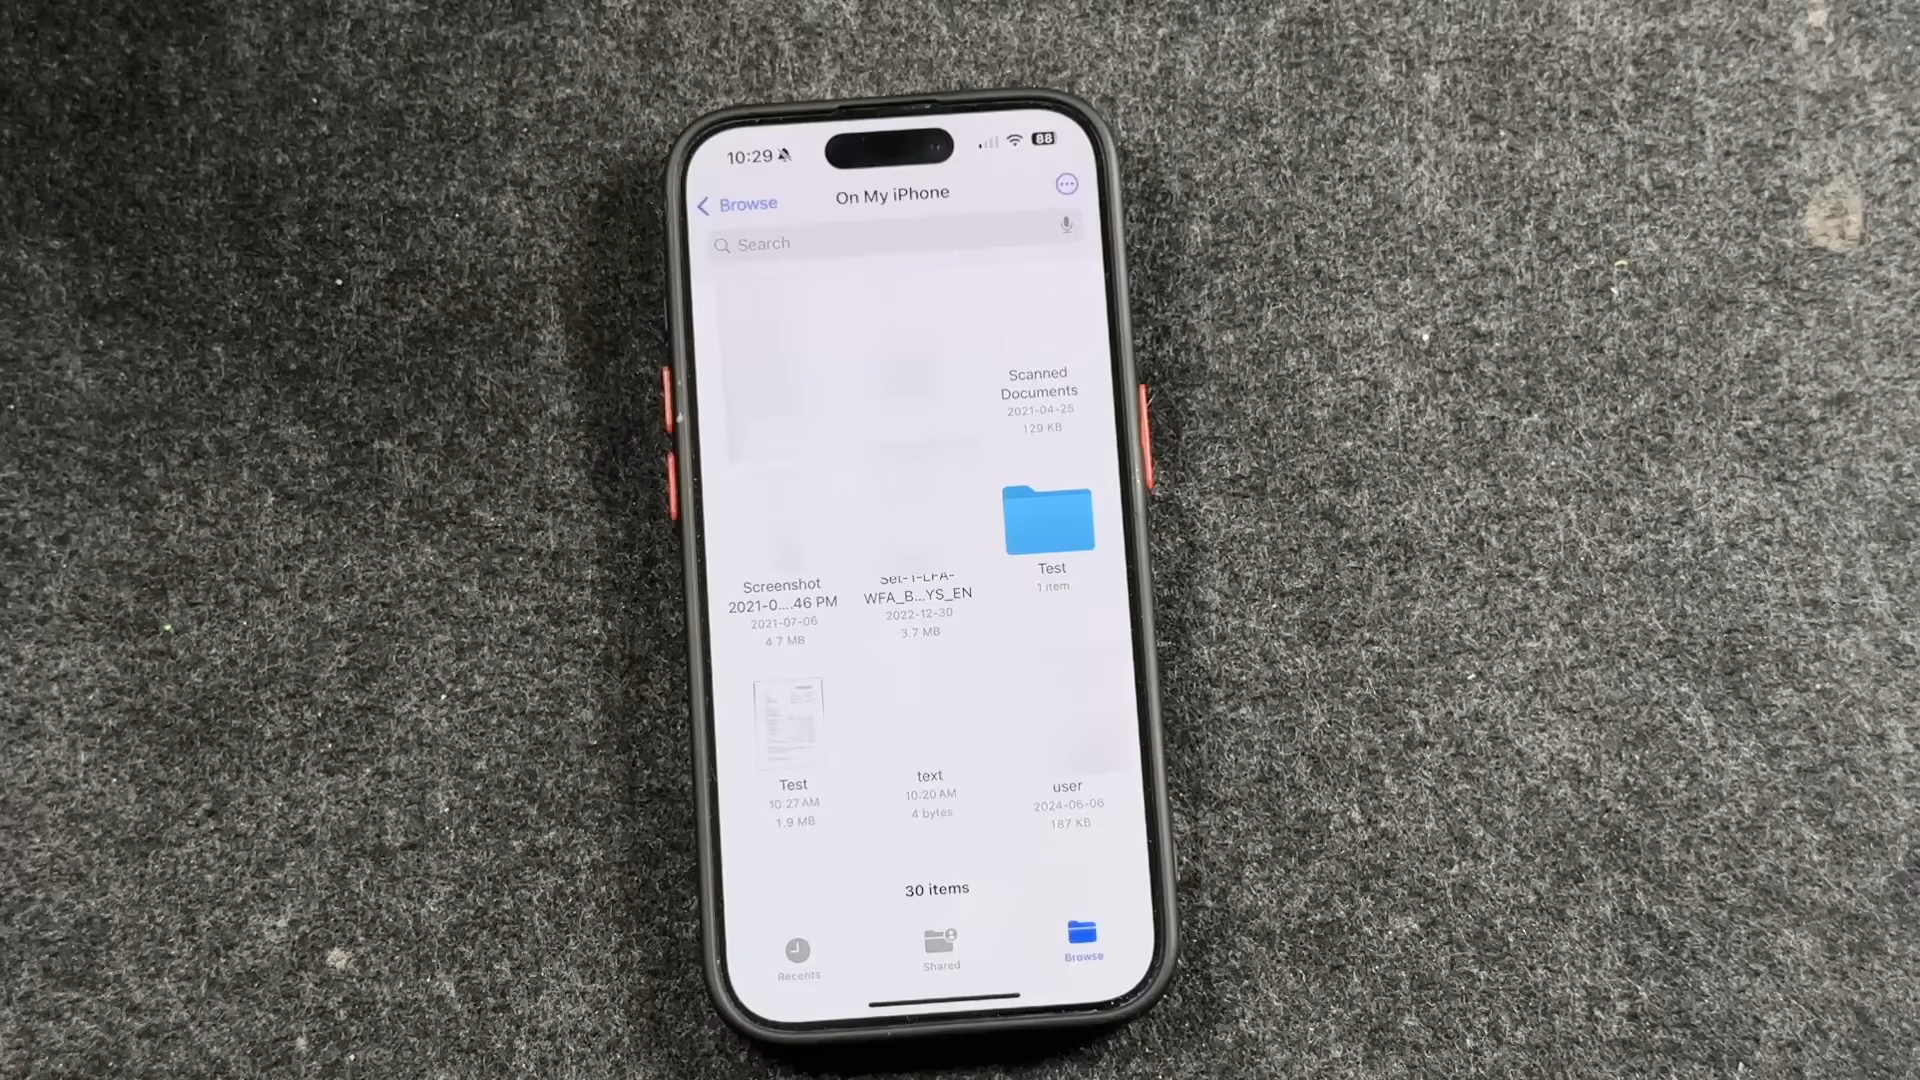 10:29
88
Browse
On My iPhone
Search
Scanned
Documents
2021-04-25
129 KB
Screenshot
2021-0....46 PM
2021-07-06
4.7 MB
Set-1-LFA-
WFA_B...YS_EN
2022-12-30
3.7 MB
Test
1 item
Test
10:27 AM
1.9 MB
text
10:20 AM
4 bytes
user
2024-06-06
187 KB
30 items
Recents
Shared
Browse